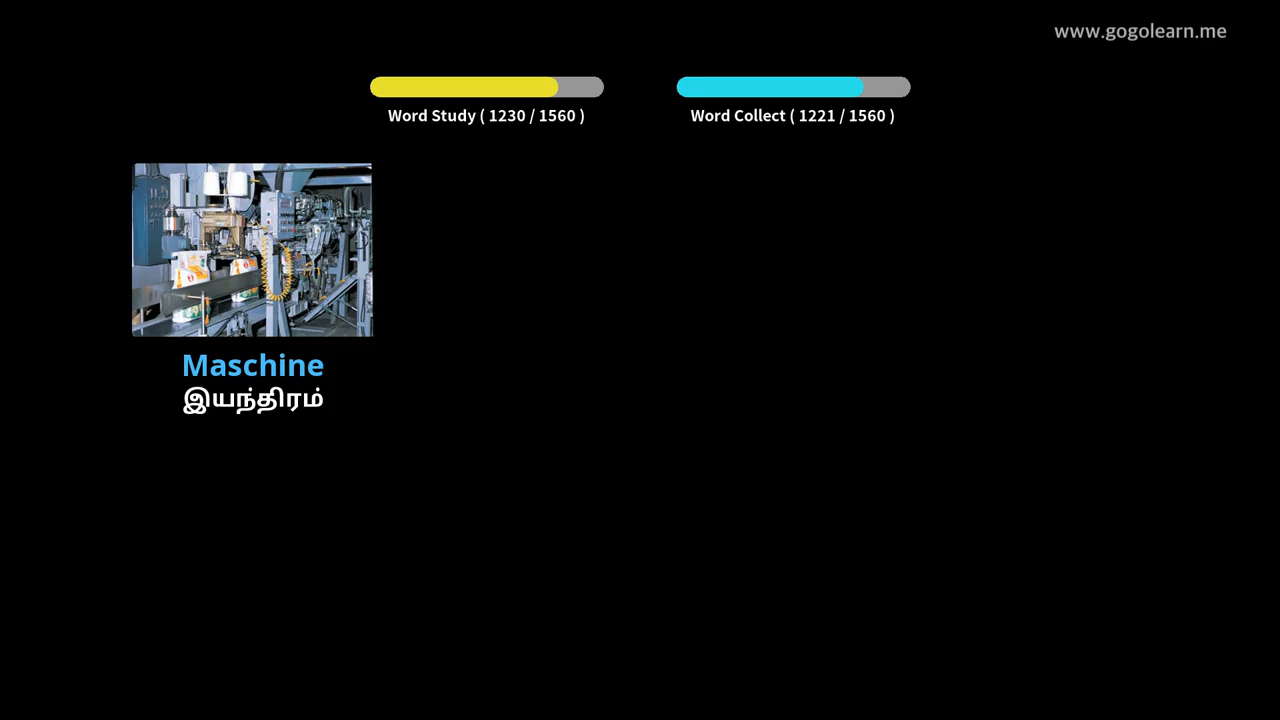 www.gogolearn.me
Word Study ( 1230 / 1560 )
Word Collect ( 1221 / 1560 )
Maschine
இயந்திரம்